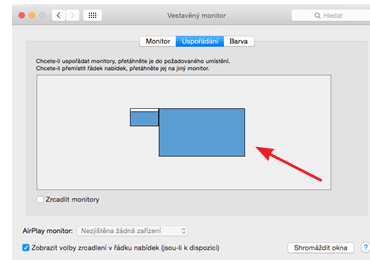 Vestavěný monitor
Hledat
Monitor Uspořádání Barva
Chcete-li uspořádat monitory, přetáhněte je do požadovaného umístění.
Chcete-li přemístit řádek nabídek, přetáhněte jej na jiný monitor.
Zrcadlit monitory
AirPlay monitor: Nezjištěna žádná zařízení
Zobrazit volby zrcadlení v řádku nabídek (jsou-li k dispozici) Shromáždit okna ?